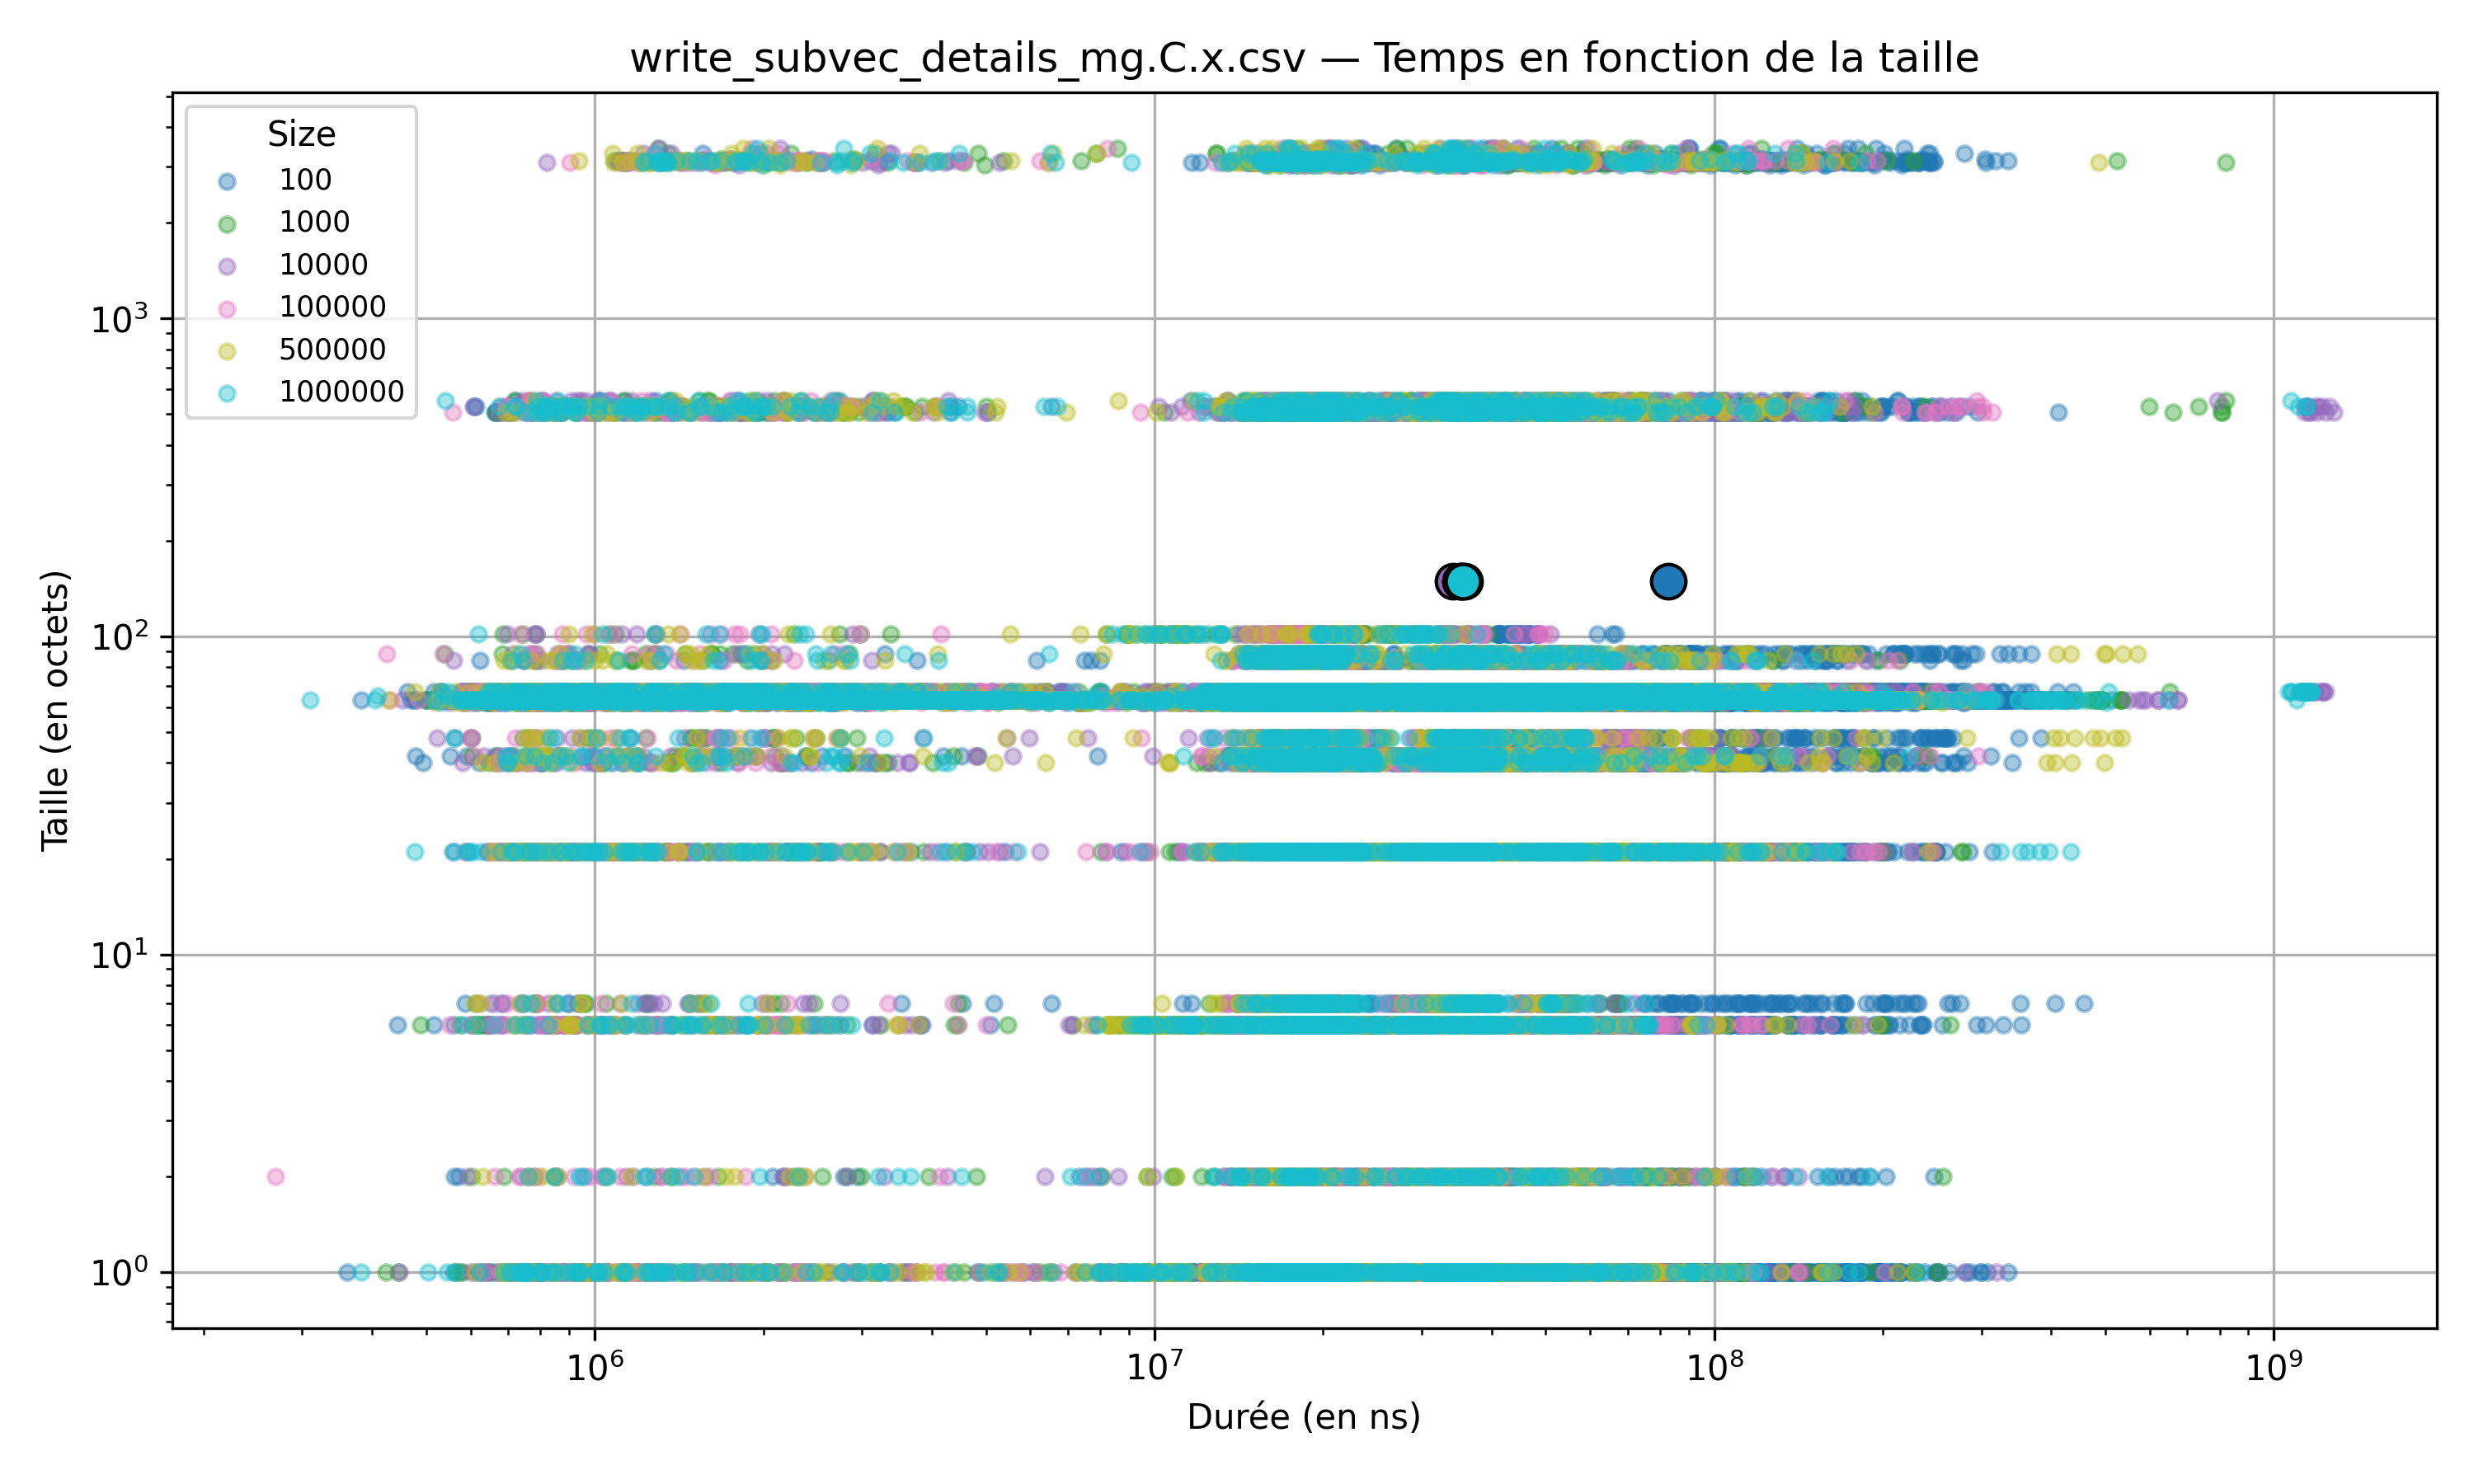 write_subvec_details_mg.C.x.csv — Temps en fonction de la taille
Size
100
1000
10000
100000
500000
1000000
10³
10²
10¹
10⁰
Taille (en octets)
10⁶ 10⁷ 10⁸ 10⁹
Durée (en ns)